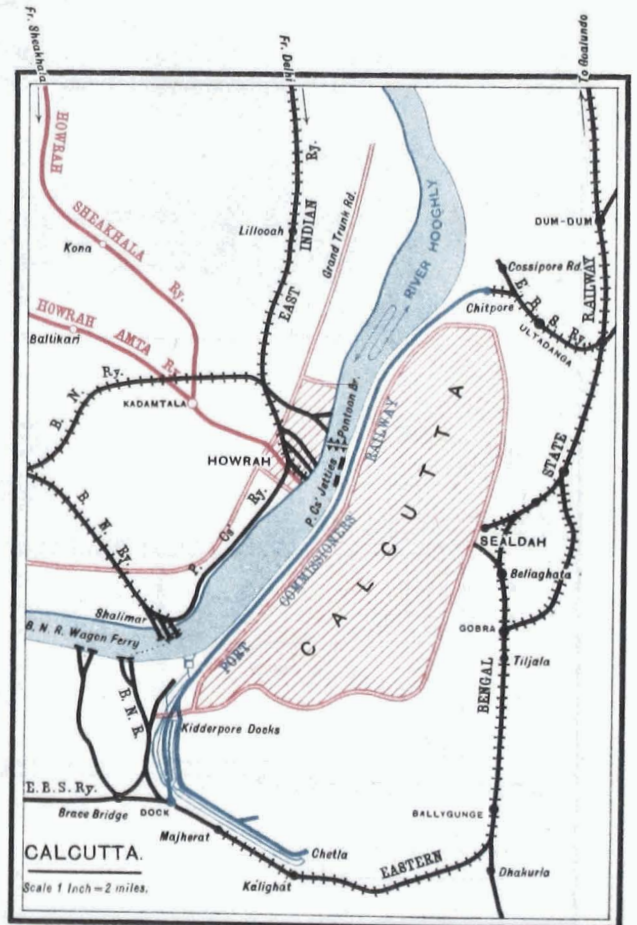 Fr. Sheakhala
Fr. Delhi
To Goalundo
HOWRAH
SHEAKHALA
Ry.
Kona
HOWRAH
AMTA
Ry.
Baltikari
EAST
INDIAN
Ry.
Lillooah
Grand Trunk Rd.
RIVER HOOGHLY
DUM-DUM
Cossipore Rd.
Chitpore
E. B. S. Ry.
ULTADANGA
RAILWAY
STATE
BENGAL
EASTERN
B. N. Ry.
KADAMTALA
HOWRAH
Pontoon Br.
P. Cs' Jetties
PORT
COMMISSIONERS
RAILWAY
CALCUTTA
B. N. Ry.
P. Cs' Ry.
SEALDAH
Beliaghata
GOBRA
Tiljala
Shalimar
B. N. R. Wagon Ferry
B. N. R.
Kidderpore Docks
E. B. S. Ry.
Brace Bridge
DOCK
Majherat
Chetla
Kalighat
BALLYGUNGE
Dhakuria
CALCUTTA.
Scale 1 Inch = 2 miles.